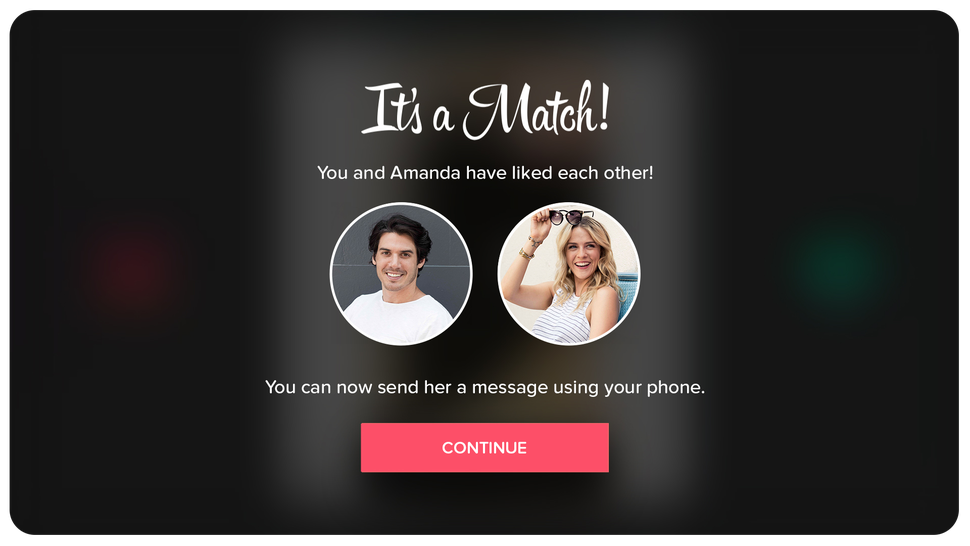 It's a Match!
You and Amanda have liked each other!
You can now send her a message using your phone.
CONTINUE